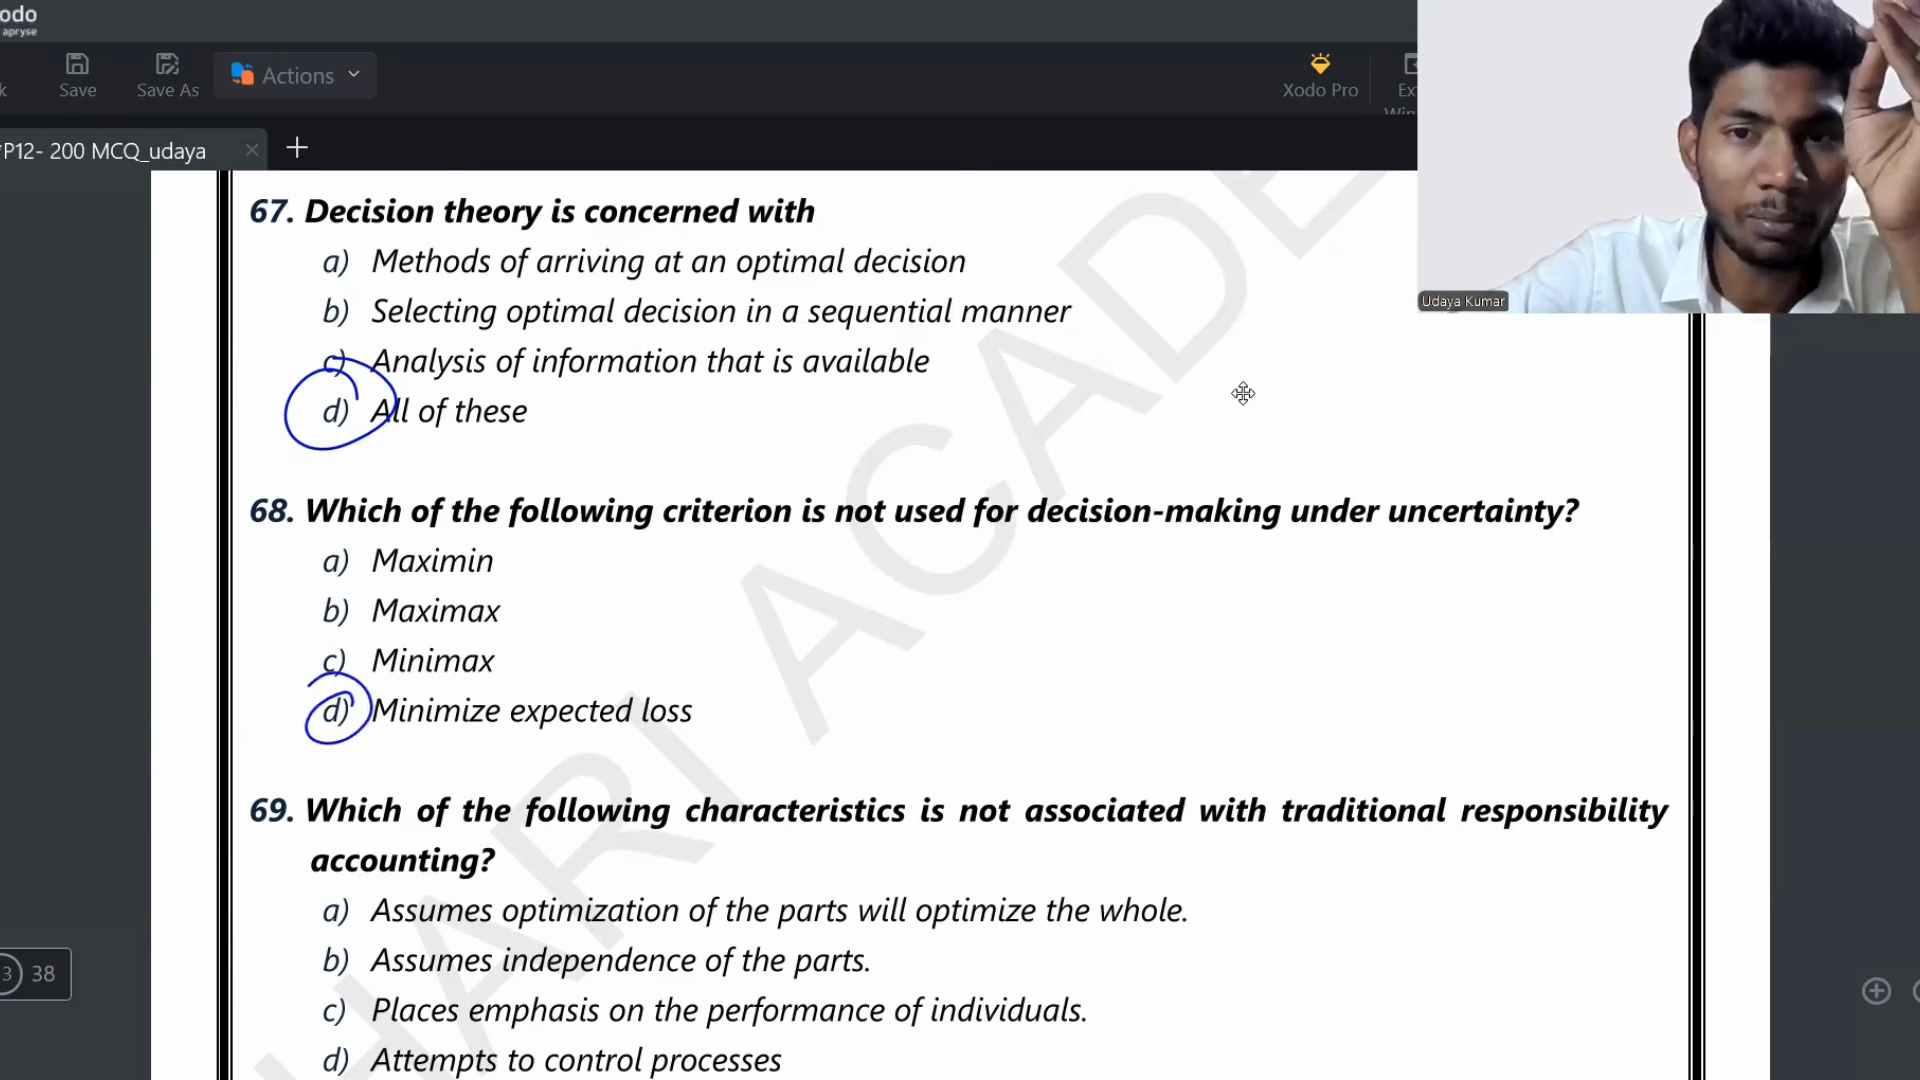 odo
apryse
k
Save
Save As
Actions
Xodo Pro
Ex
Win
P12- 200 MCQ_udaya
Udaya Kumar
67. Decision theory is concerned with
a) Methods of arriving at an optimal decision
b) Selecting optimal decision in a sequential manner
c) Analysis of information that is available
d) All of these
68. Which of the following criterion is not used for decision-making under uncertainty?
a) Maximin
b) Maximax
c) Minimax
d) Minimize expected loss
69. Which of the following characteristics is not associated with traditional responsibility
accounting?
a) Assumes optimization of the parts will optimize the whole.
b) Assumes independence of the parts.
c) Places emphasis on the performance of individuals.
d) Attempts to control processes
3 38
HARI ACADE